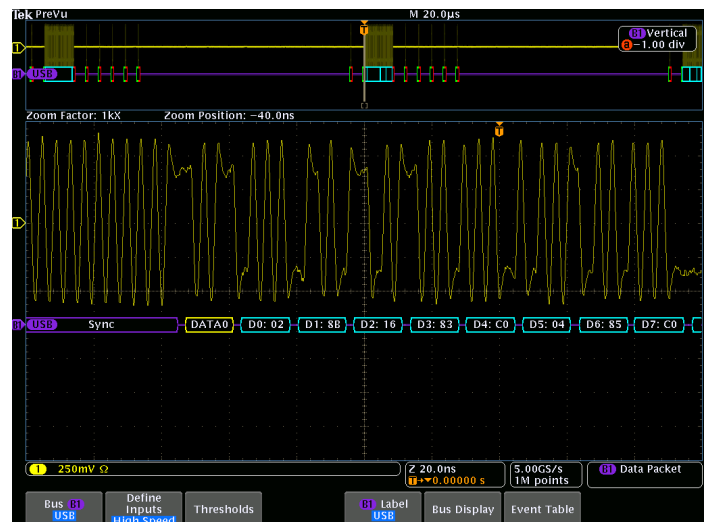 Tek PreVu M 20.0μs
T
B1 Vertical
a -1.00 div
1
B1 USB
Zoom Factor: 1kX Zoom Position: -40.0ns
T
1
B1 USB Sync DATA0 D0: 02 D1: 8B D2: 16 D3: 83 D4: C0 D5: 04 D6: 85 D7: C0
1 250mV Ω
Z 20.0ns
T→▼0.00000 s
5.00GS/s
1M points
B1 Data Packet
Bus B1
USB
Define
Inputs
High Speed
Thresholds
B1 Label
USB
Bus Display
Event Table